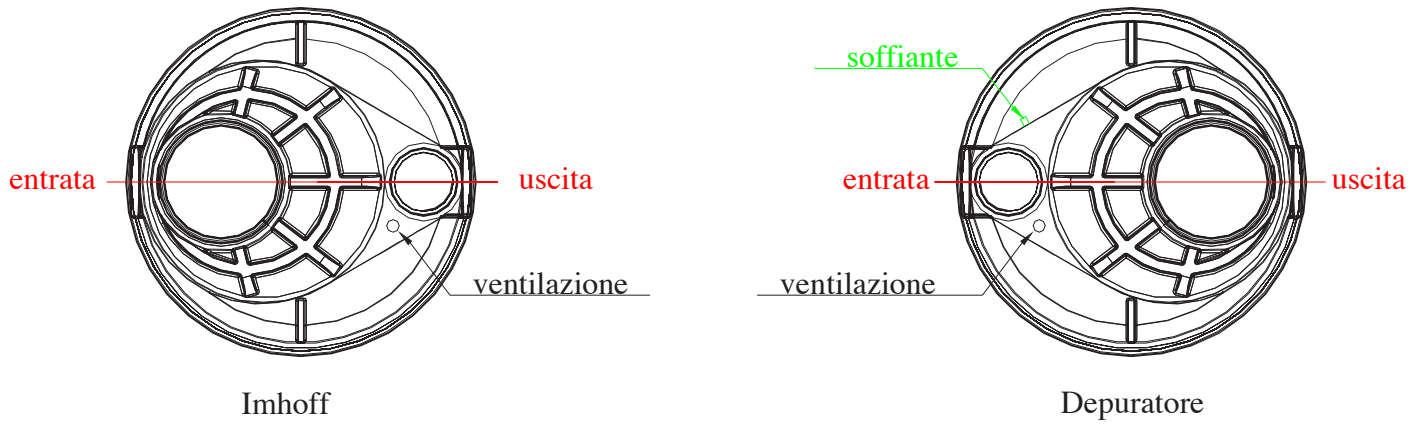 soffiante
entrata
uscita
entrata
uscita
ventilazione
ventilazione
Imhoff
Depuratore